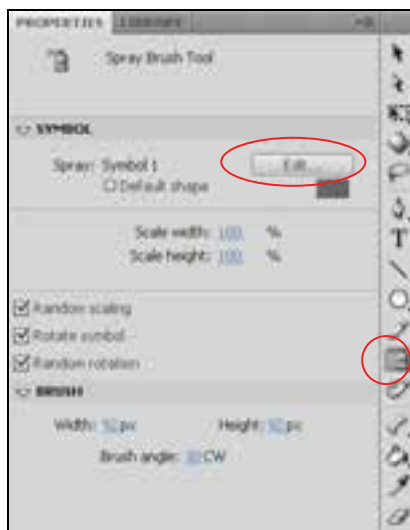 PROPERTIES LIBRARY
Spray Brush Tool
SYMBOL
Spray: Symbol 1 Edit...
Default shape
Scale width: 100 %
Scale height: 100 %
Random scaling
Rotate symbol
Random rotation
BRUSH
Width: px Height: px
Brush angle: CW
T